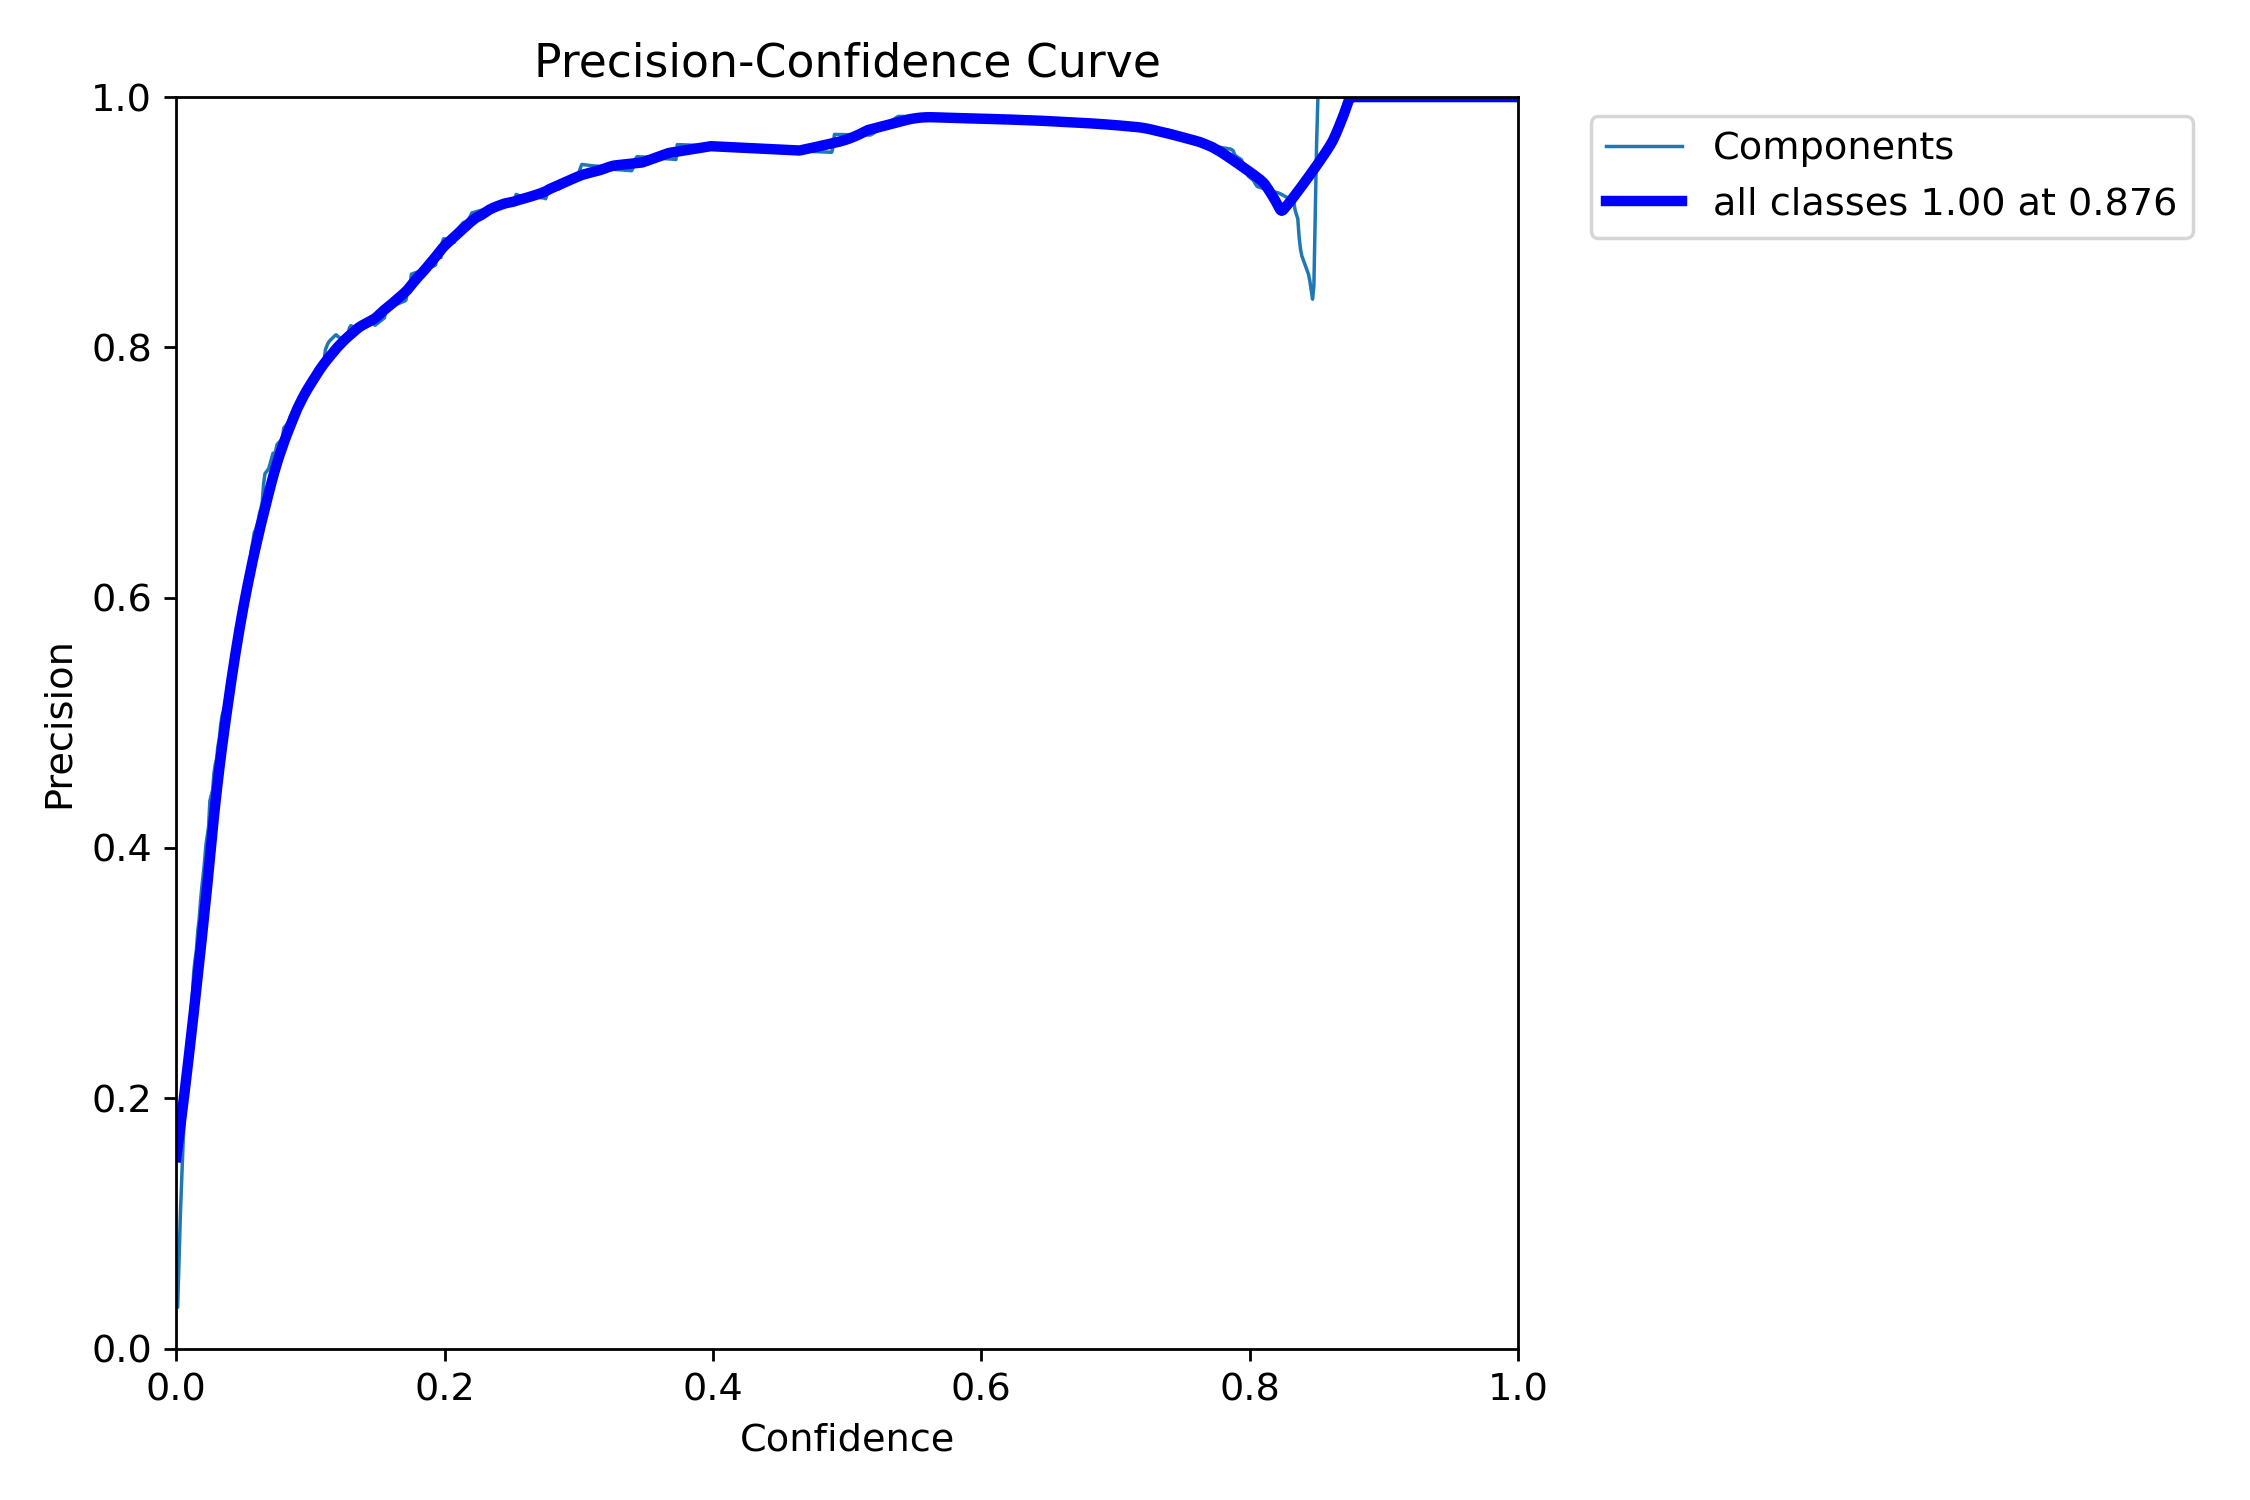 Precision-Confidence Curve
1.0
0.8
0.6
0.4
0.2
0.0
Precision
0.0 0.2 0.4 0.6 0.8 1.0
Confidence
Components
all classes 1.00 at 0.876